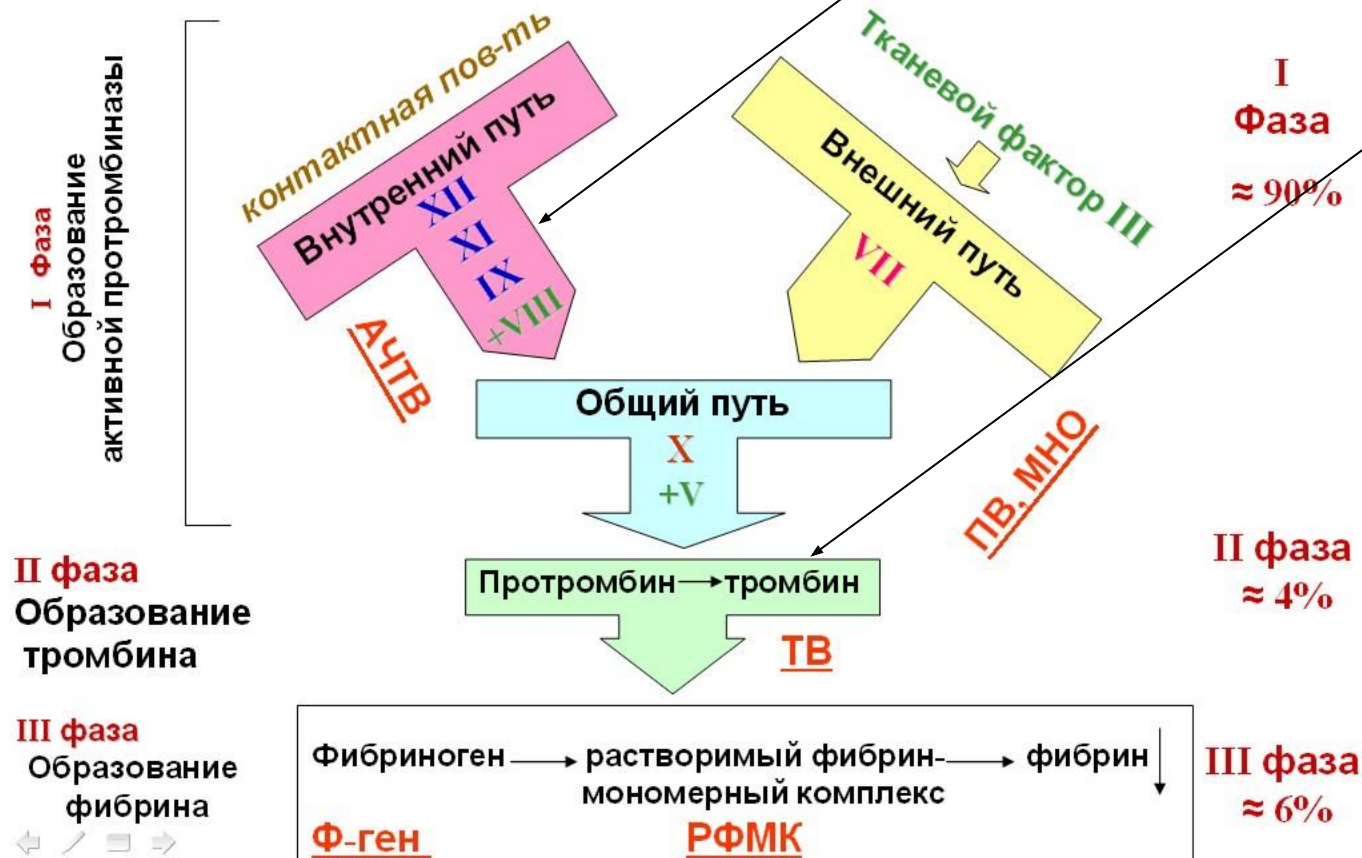 I Фаза
Образование
активной протромбиназы
контактная пов-ть
Внутренний путь
XII
XI
IX
+VIII
АЧТВ
Тканевой фактор III
Внешний путь
VII
ПВ, МНО
I
Фаза
≈ 90%
Общий путь
X
+V
II фаза
Образование
тромбина
Протромбин
тромбин
ТВ
II фаза
≈ 4%
III фаза
Образование
фибрина
Фибриноген
растворимый фибрин-
мономерный комплекс
фибрин
Ф-ген
РФМК
III фаза
≈ 6%